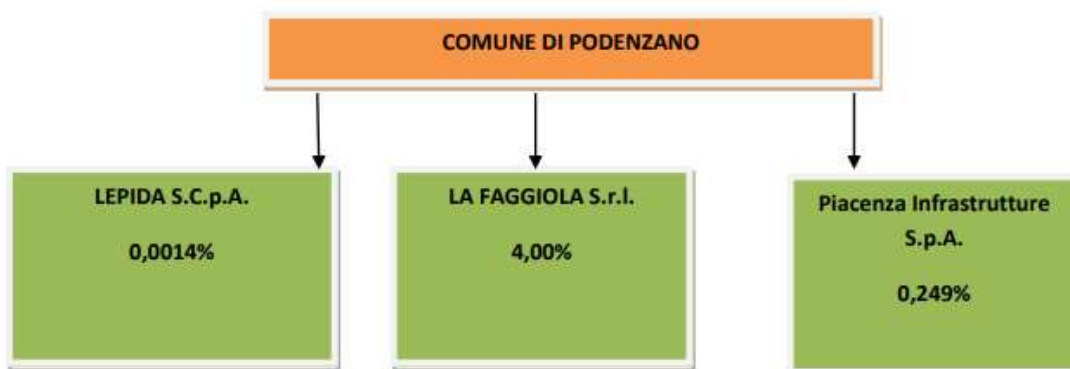 COMUNE DI PODENZANO
LEPIDA S.C.p.A.
0,0014%
LA FAGGIOLA S.r.l.
4,00%
Piacenza Infrastrutture
S.p.A.
0,249%